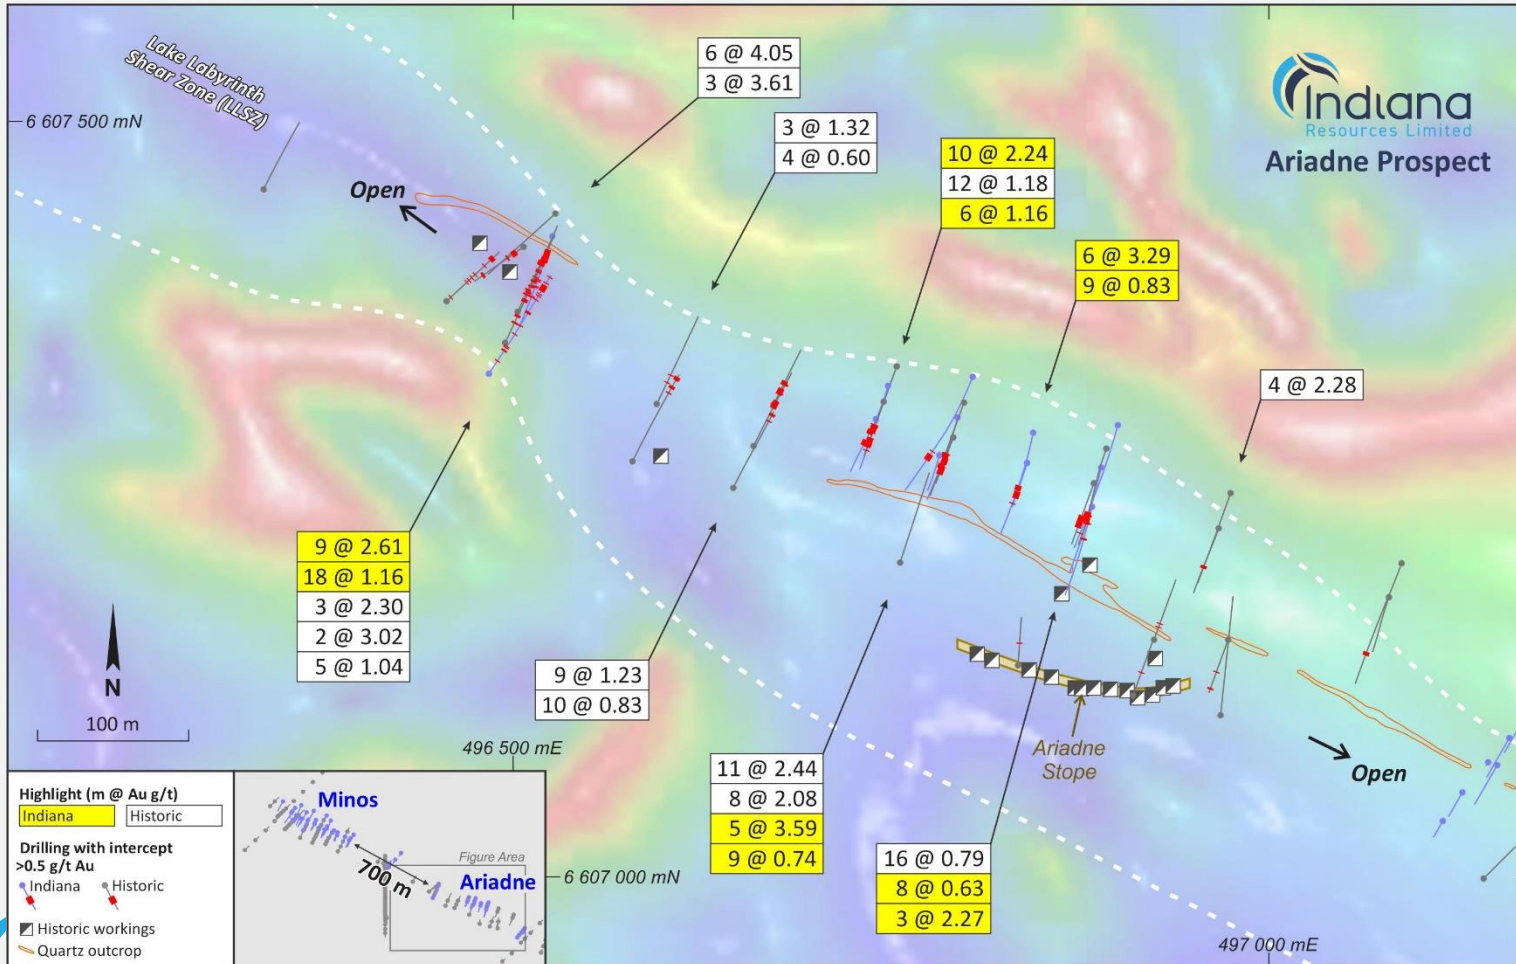 Lake Labyrinth
Shear Zone (LLSZ)
6 607 500 mN
6 @ 4.05
3 @ 3.61
3 @ 1.32
4 @ 0.60
10 @ 2.24
12 @ 1.18
6 @ 1.16
Indiana
Resources Limited
Ariadne Prospect
Open
6 @ 3.29
9 @ 0.83
4 @ 2.28
9 @ 2.61
18 @ 1.16
3 @ 2.30
2 @ 3.02
5 @ 1.04
N
100 m
9 @ 1.23
10 @ 0.83
496 500 mE
11 @ 2.44
8 @ 2.08
5 @ 3.59
9 @ 0.74
16 @ 0.79
8 @ 0.63
3 @ 2.27
Ariadne
Stope
Open
Highlight (m @ Au g/t)
Indiana Historic
Drilling with intercept
>0.5 g/t Au
Indiana Historic
Historic workings
Quartz outcrop
Minos
Figure Area
700 m
Ariadne
6 607 000 mN
497 000 mE